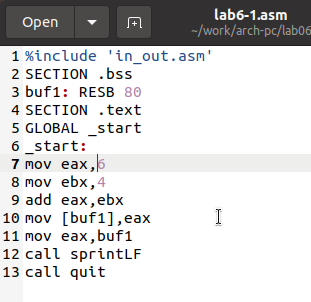 Open
lab6-1.asm
~/work/arch-pc/lab06
1 %include 'in_out.asm'
2 SECTION .bss
3 buf1: RESB 80
4 SECTION .text
5 GLOBAL _start
6 _start:
7 mov eax,6
8 mov ebx,4
9 add eax,ebx
10 mov [buf1],eax
11 mov eax,buf1
12 call sprintLF
13 call quit